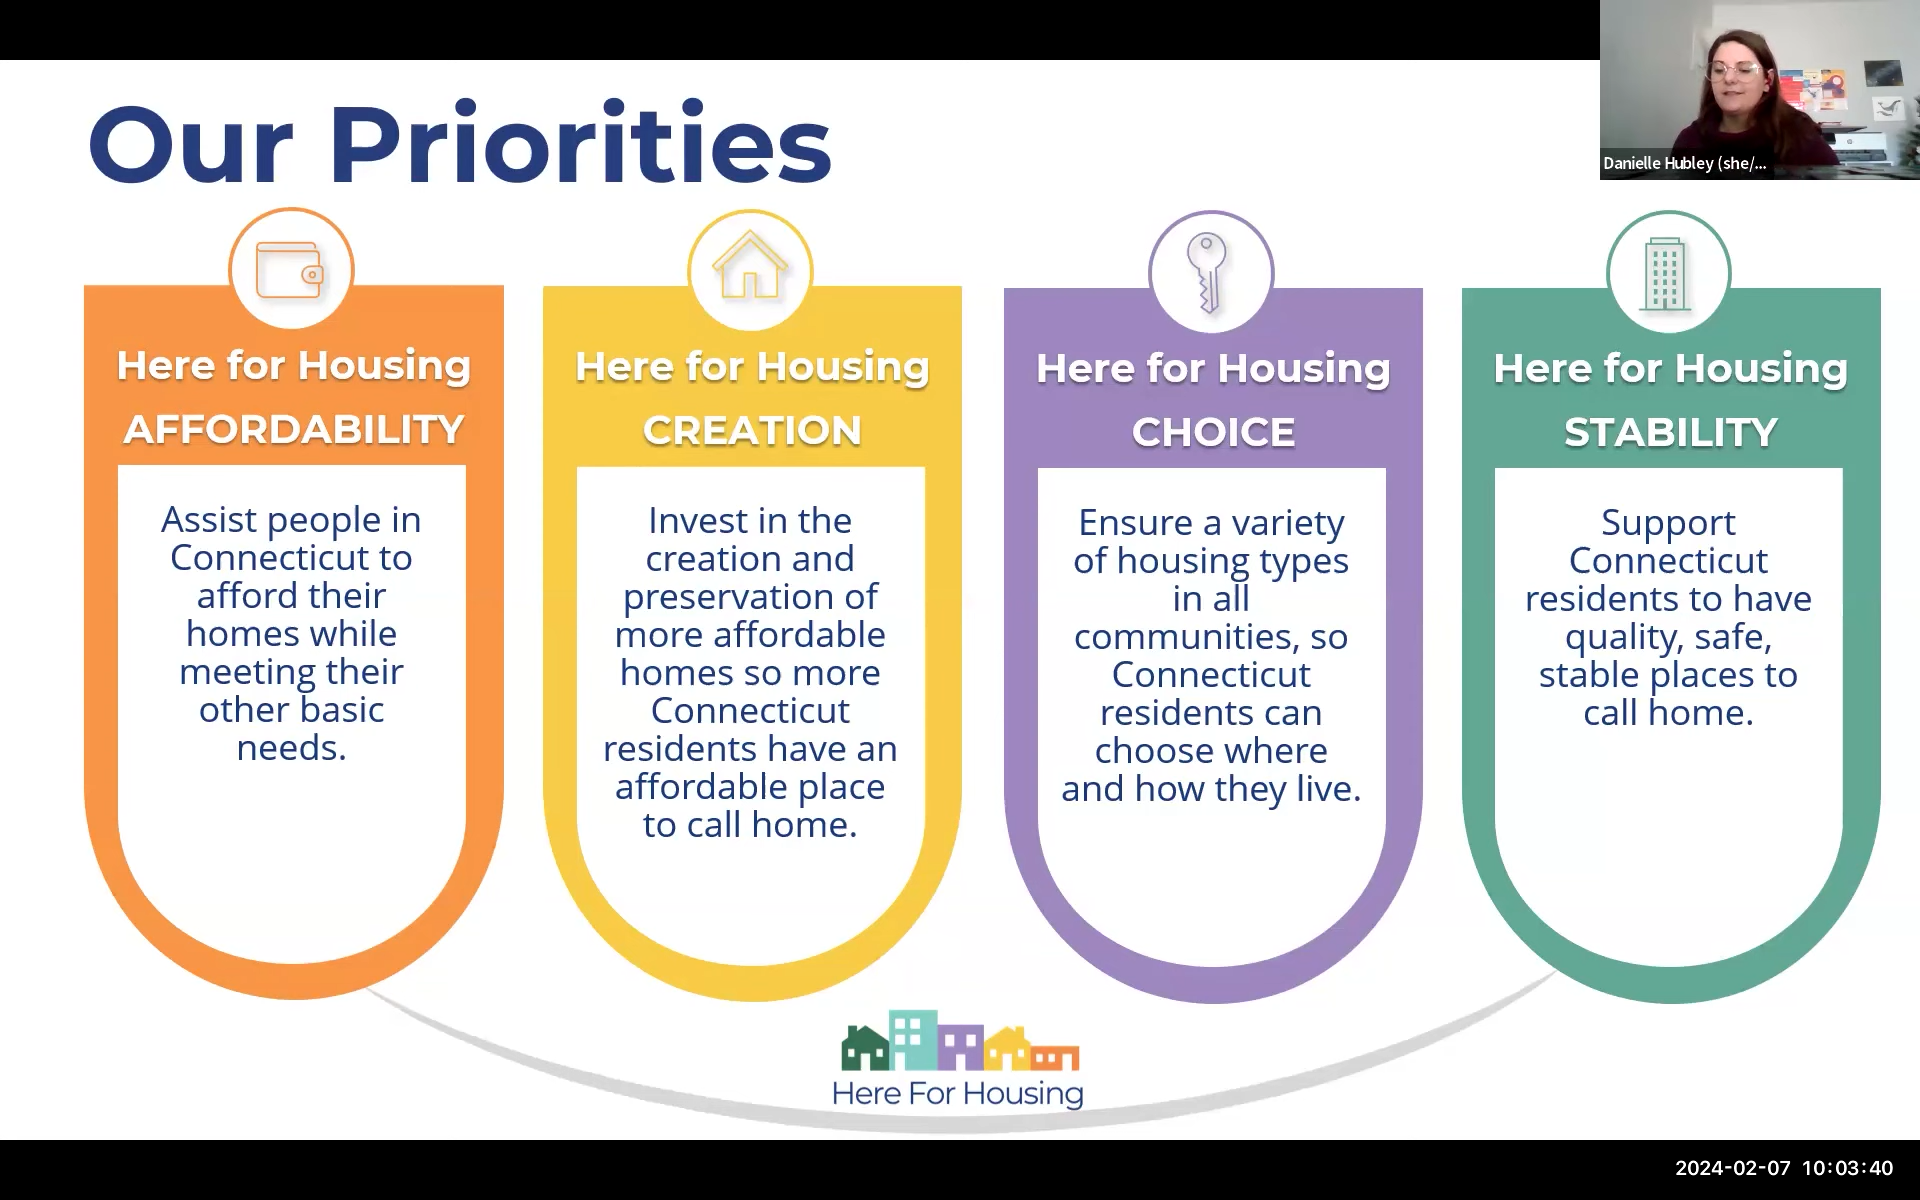 Our Priorities
Danielle Hubley (she/...
Here for Housing
AFFORDABILITY
Assist people in
Connecticut to
afford their
homes while
meeting their
other basic
needs.
Here for Housing
CREATION
Invest in the
creation and
preservation of
more affordable
homes so more
Connecticut
residents have an
affordable place
to call home.
Here for Housing
CHOICE
Ensure a variety
of housing types
in all
communities, so
Connecticut
residents can
choose where
and how they live.
Here for Housing
STABILITY
Support
Connecticut
residents to have
quality, safe,
stable places to
call home.
Here For Housing
2024-02-07 10:03:40